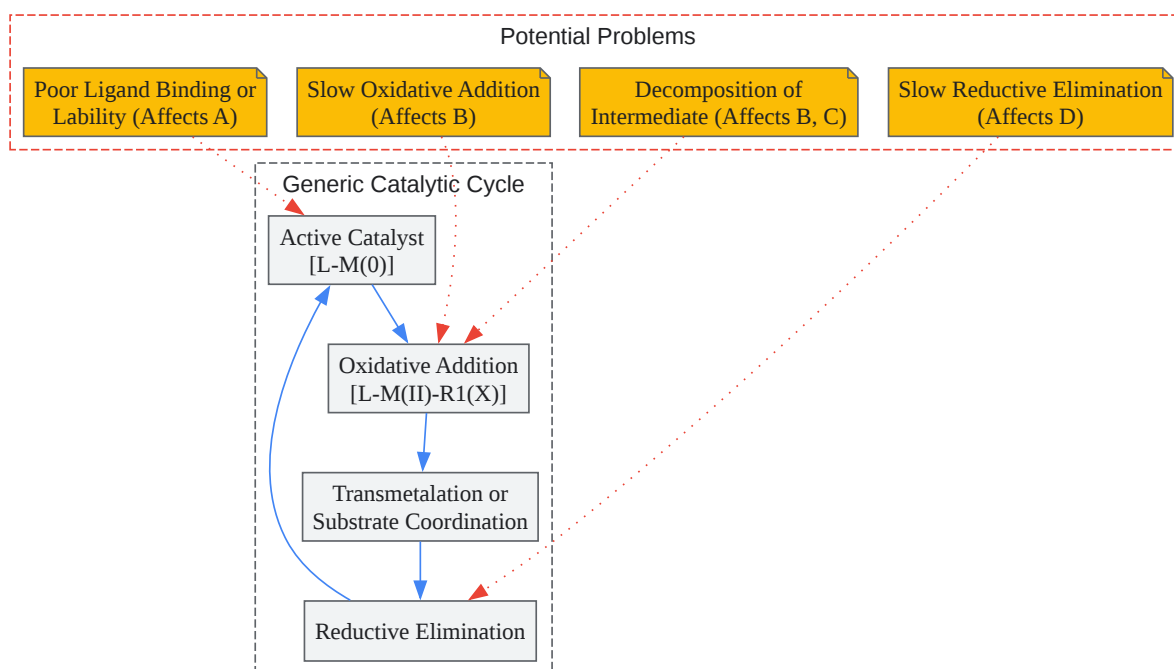 Potential Problems
Poor Ligand Binding or
Lability (Affects A)
Slow Oxidative Addition
(Affects B)
Decomposition of
Intermediate (Affects B, C)
Slow Reductive Elimination
(Affects D)
Generic Catalytic Cycle
Active Catalyst
[L-M(0)]
Oxidative Addition
[L-M(II)-R1(X)]
Transmetalation or
Substrate Coordination
Reductive Elimination